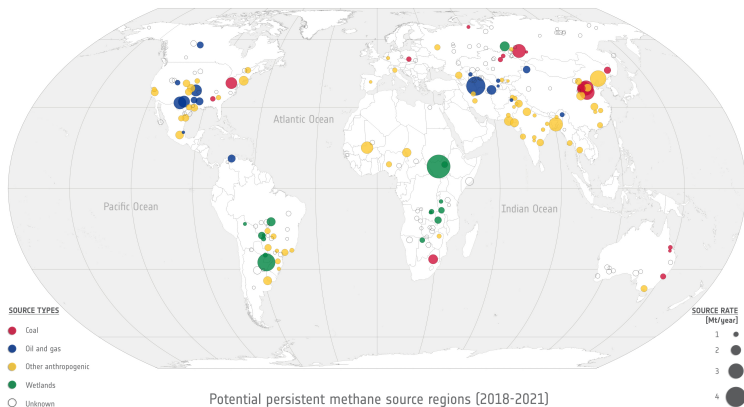 Atlantic Ocean
Pacific Ocean
Indian Ocean
SOURCE TYPES
Coal
Oil and gas
Other anthropogenic
Wetlands
Unknown
SOURCE RATE
[Mt/year]
1
2
3
4
Potential persistent methane source regions (2018-2021)